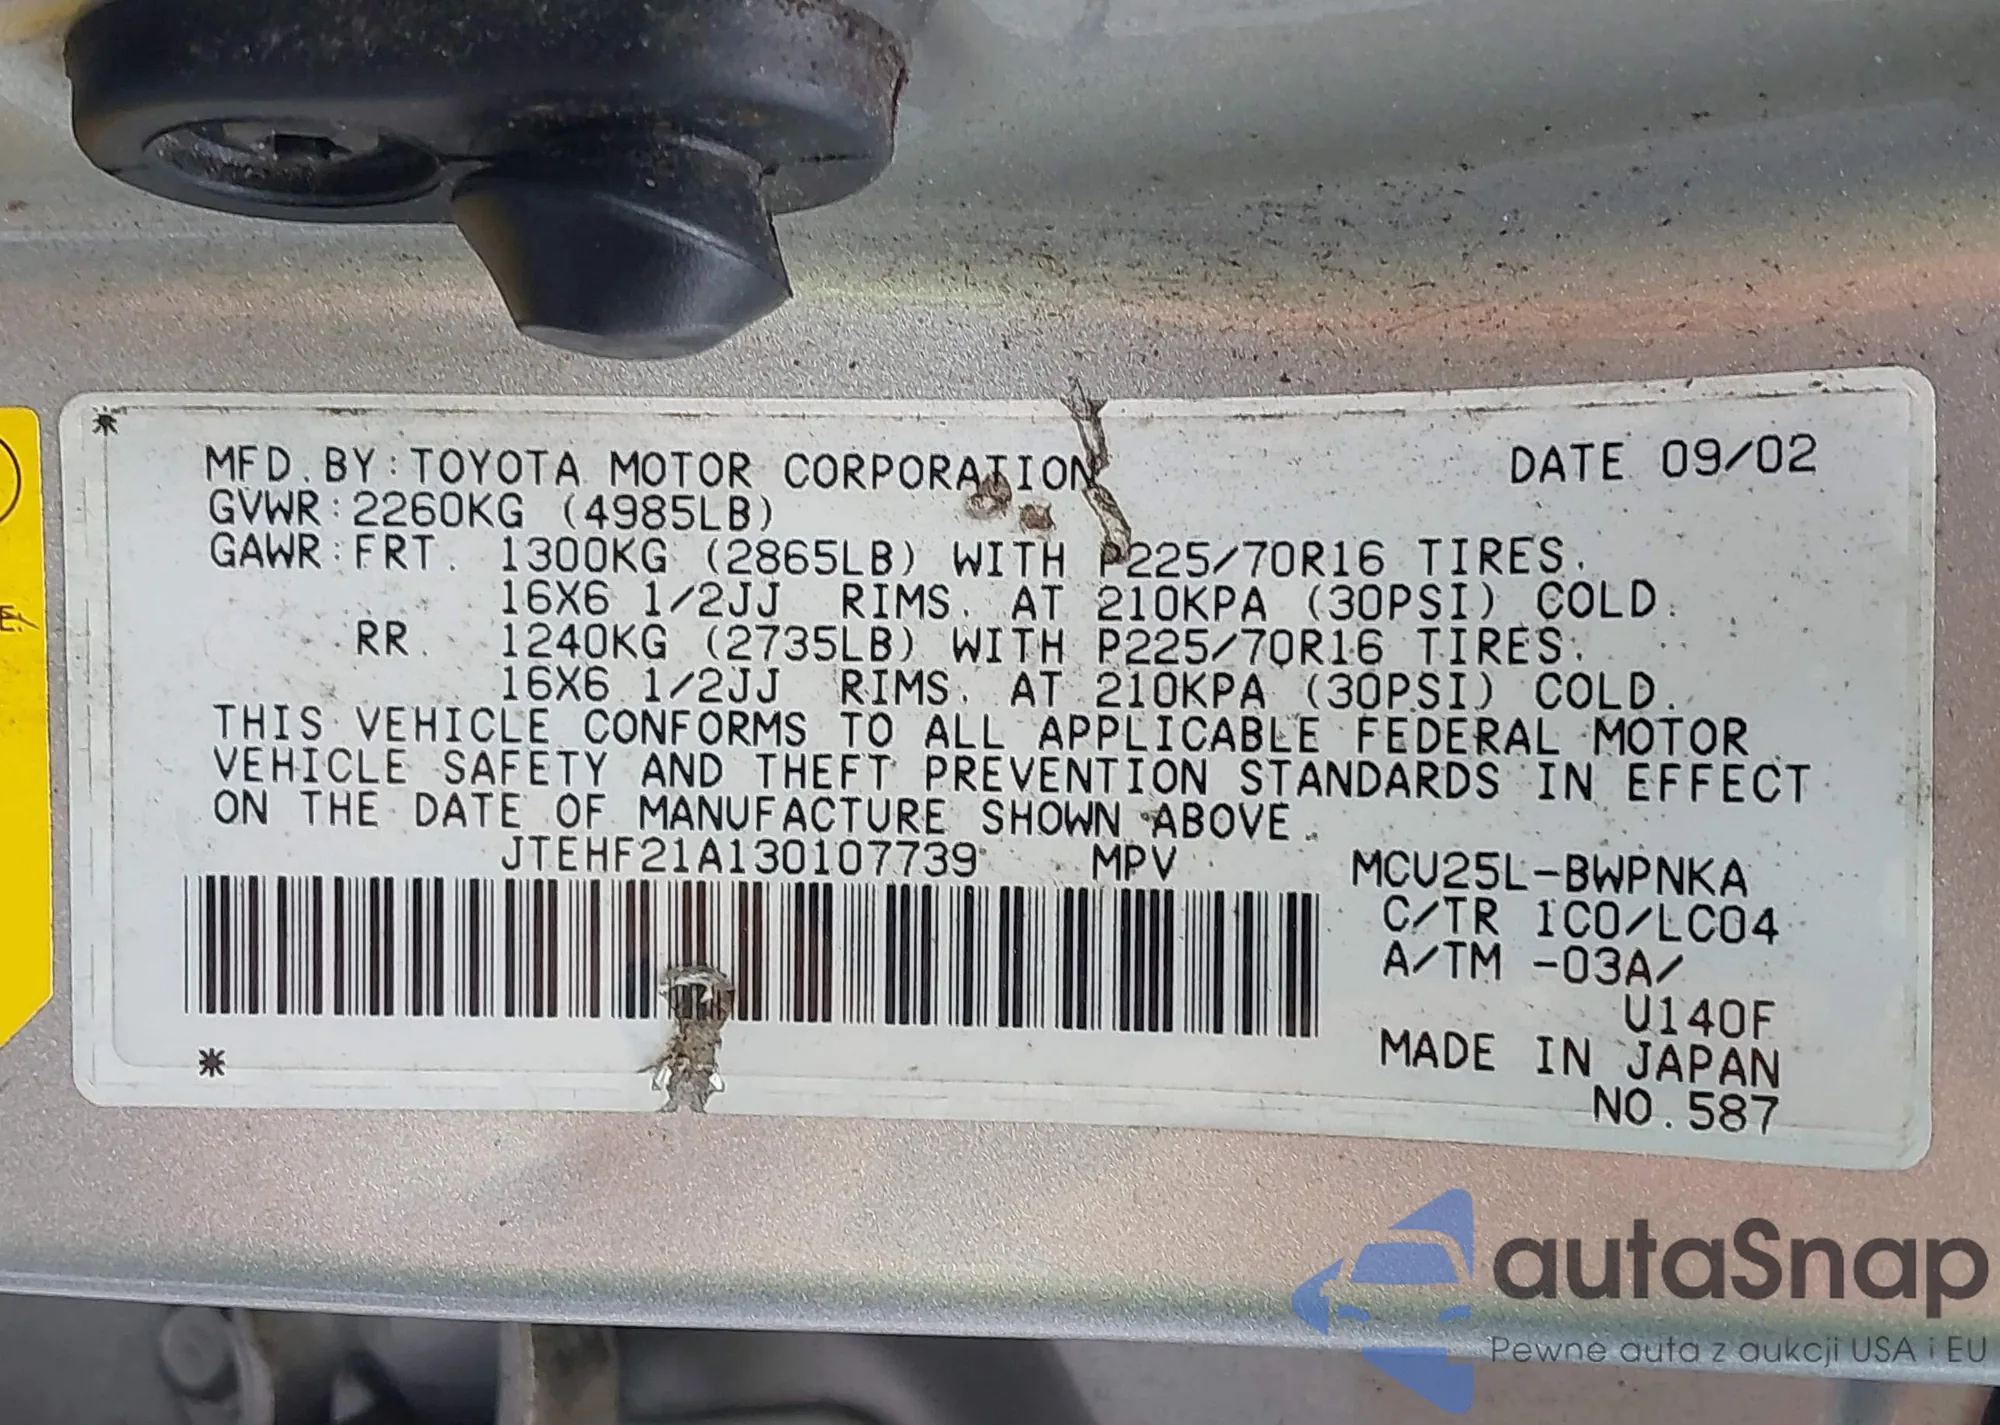 MFD.BY:TOYOTA MOTOR CORPORATION DATE 09/02
GVWR:2260KG (4985LB)
GAWR:FRT. 1300KG (2865LB) WITH P225/70R16 TIRES.
16X6 1/2JJ RIMS. AT 210KPA (30PSI) COLD.
RR. 1240KG (2735LB) WITH P225/70R16 TIRES.
16X6 1/2JJ RIMS. AT 210KPA (30PSI) COLD.
THIS VEHICLE CONFORMS TO ALL APPLICABLE FEDERAL MOTOR
VEHICLE SAFETY AND THEFT PREVENTION STANDARDS IN EFFECT
ON THE DATE OF MANUFACTURE SHOWN ABOVE.
JTEHF21A130107739 MPV MCU25L-BWPNKA
C/TR 1C0/LC04
A/TM -03A/
U140F
MADE IN JAPAN
NO.587
autaSnap
Pewne auta z aukcji USA i EU